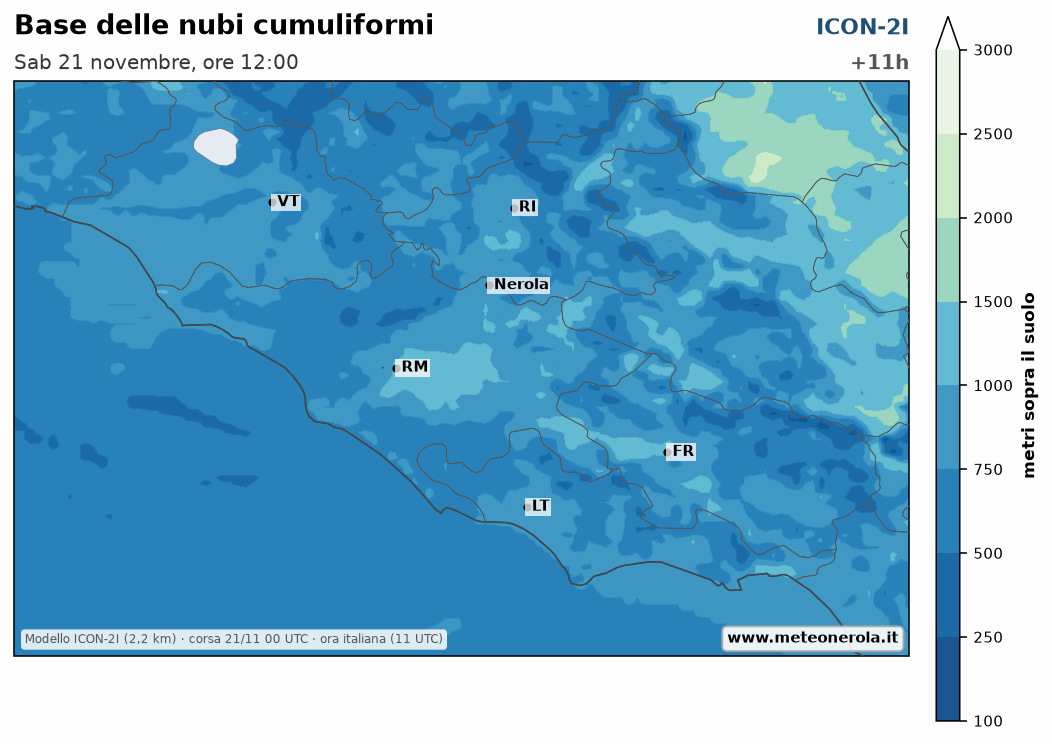 Base delle nubi cumuliformi
ICON-2I
Sab 21 novembre, ore 12:00
+11h
3000
2500
2000
1500
1000
750
500
250
100
metri sopra il suolo
VT
RI
Nerola
RM
FR
LT
Modello ICON-2I (2,2 km) · corsa 21/11 00 UTC · ora italiana (11 UTC)
www.meteonerola.it